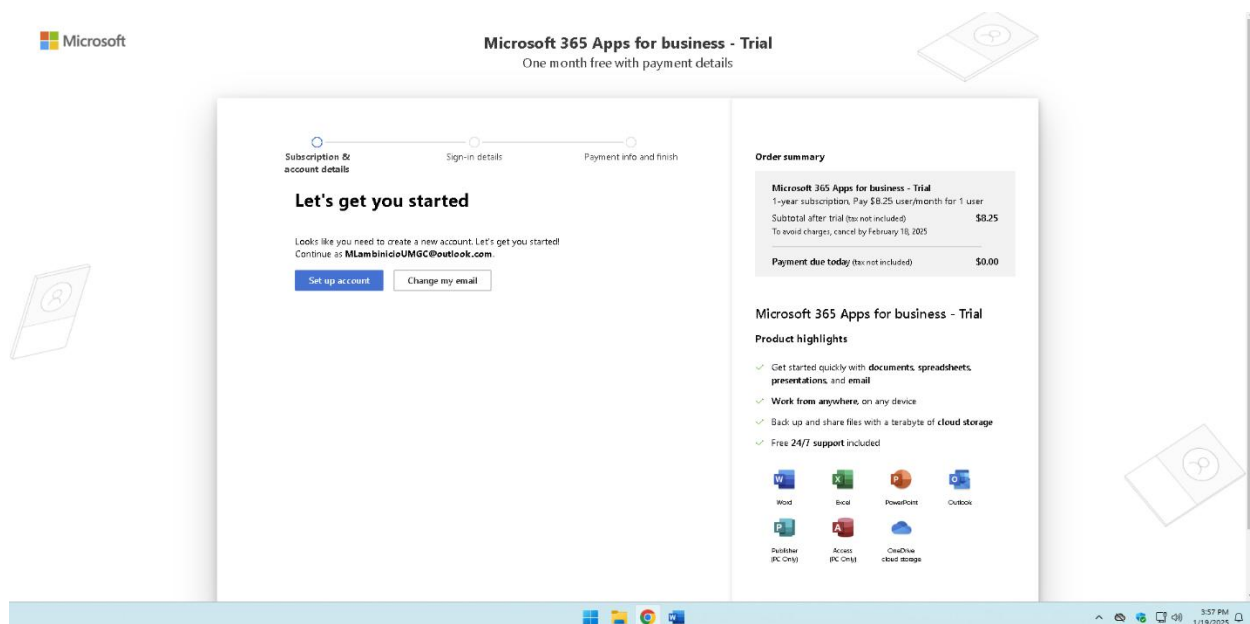 Microsoft
Microsoft 365 Apps for business - Trial
One month free with payment details
Subscription &
account details
Sign-in details
Payment info and finish
Let's get you started
Looks like you need to create a new account. Let's get you started!
Continue as MLambinicioUMGC@outlook.com.
Set up account
Change my email
Order summary
Microsoft 365 Apps for business - Trial
1-year subscription, Pay $8.25 user/month for 1 user
Subtotal after trial (tax not included) $8.25
To avoid charges, cancel by February 18, 2025
Payment due today (tax not included) $0.00
Microsoft 365 Apps for business - Trial
Product highlights
Get started quickly with documents, spreadsheets,
presentations, and email
Work from anywhere, on any device
Back up and share files with a terabyte of cloud storage
Free 24/7 support included
Word Excel PowerPoint Outlook
Publisher Access OneDrive
(PC Only) (PC Only) cloud storage
3:57 PM
1/19/2025